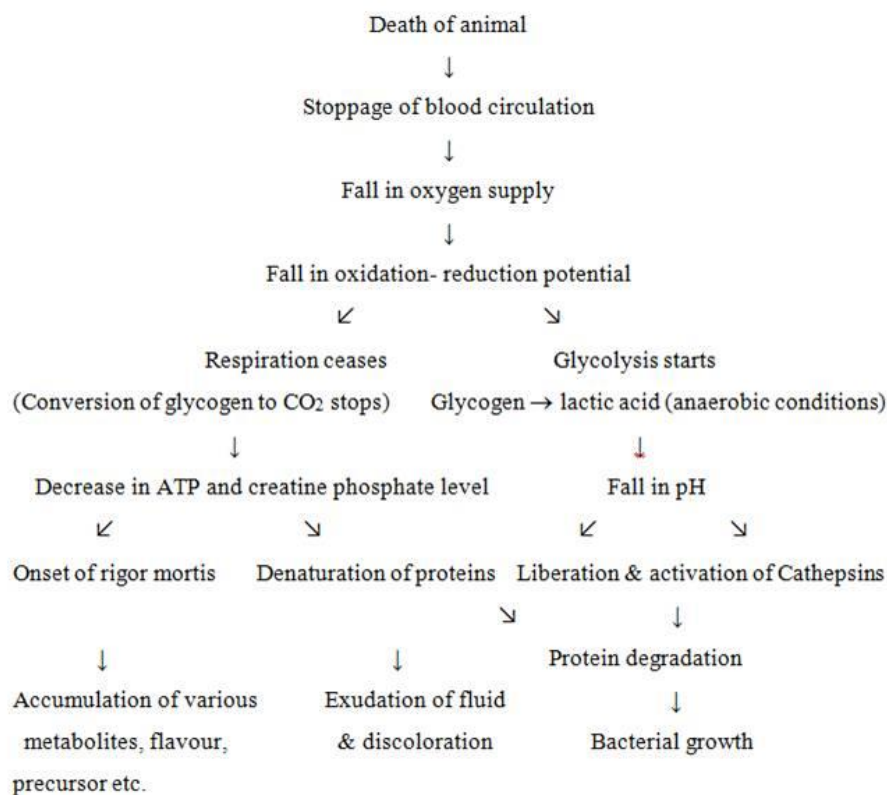 Death of animal
↓
Stoppage of blood circulation
↓
Fall in oxygen supply
↓
Fall in oxidation- reduction potential
↙ ↘
Respiration ceases Glycolysis starts
(Conversion of glycogen to CO₂ stops) Glycogen → lactic acid (anaerobic conditions)
↓ ↓
Decrease in ATP and creatine phosphate level Fall in pH
↙ ↘ ↙ ↘
Onset of rigor mortis Denaturation of proteins Liberation & activation of Cathepsins
↘ ↓
↓ ↓ Protein degradation
Accumulation of various Exudation of fluid ↓
metabolites, flavour, & discoloration Bacterial growth
precursor etc.